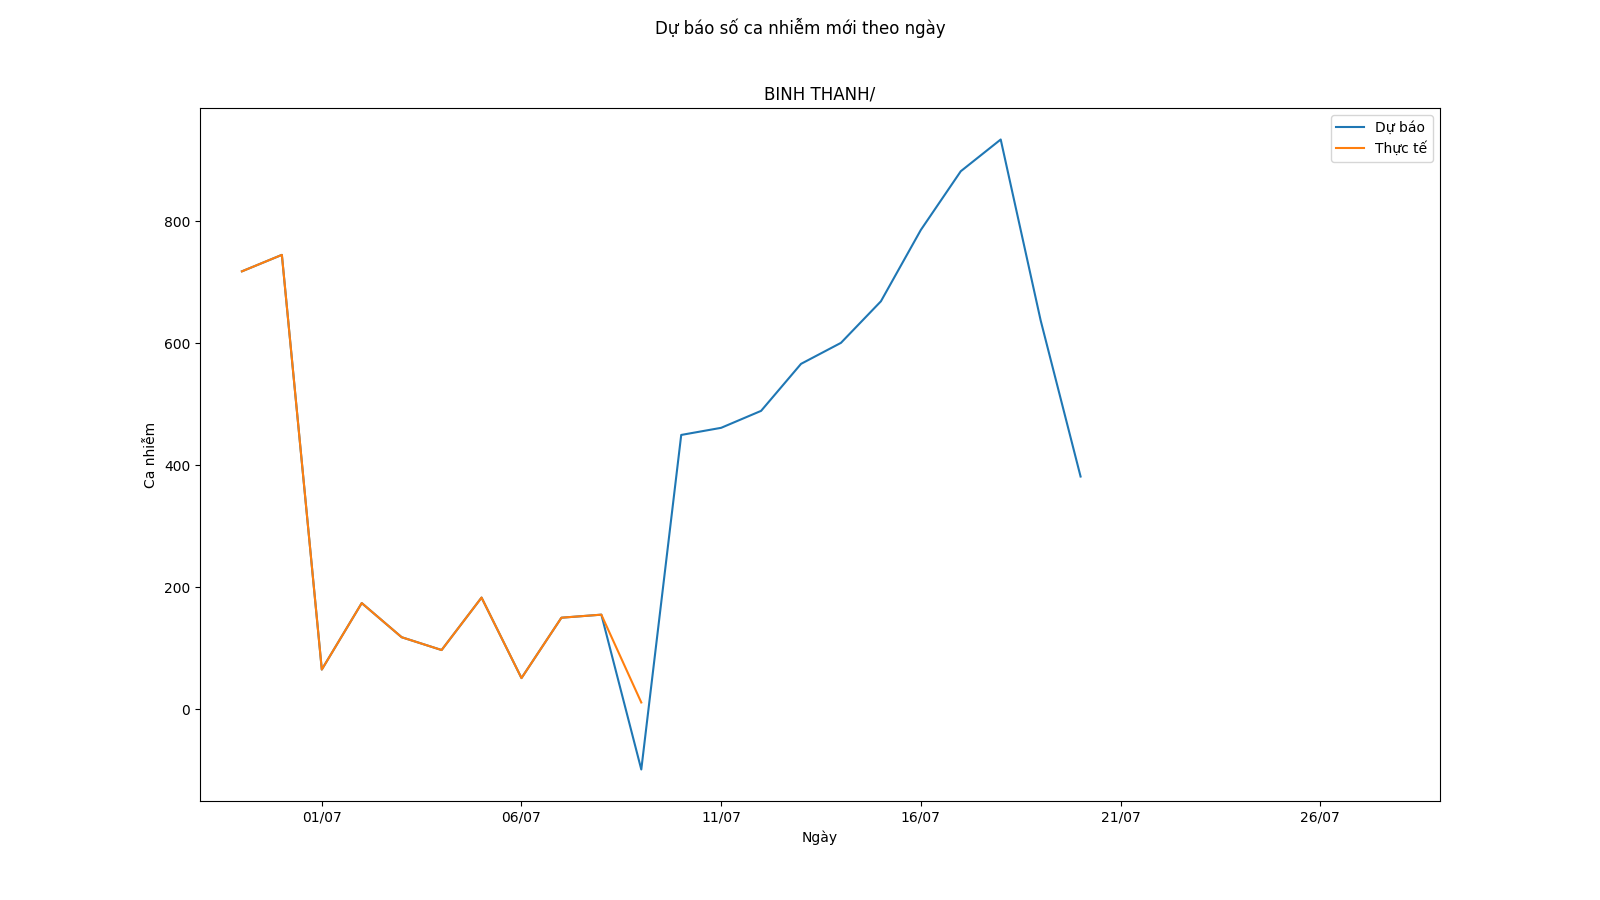 Dự báo số ca nhiễm mới theo ngày
BINH THANH/
Dự báo
Thực tế
Ca nhiễm
800
600
400
200
0
01/07
06/07
11/07
16/07
21/07
26/07
Ngày